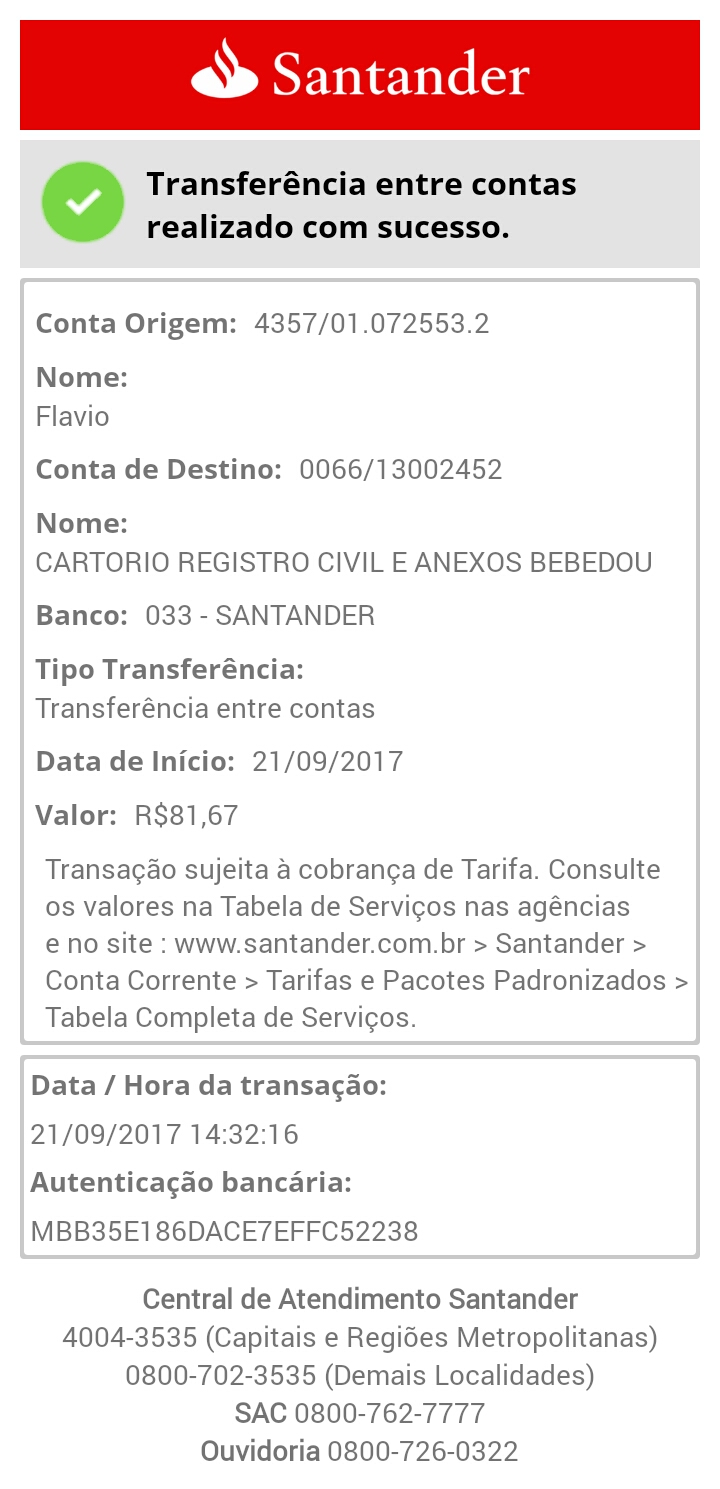 Santander
Transferência entre contas
realizado com sucesso.
Conta Origem: 4357/01.072553.2
Nome:
Flavio
Conta de Destino: 0066/13002452
Nome:
CARTORIO REGISTRO CIVIL E ANEXOS BEBEDOU
Banco: 033 - SANTANDER
Tipo Transferência:
Transferência entre contas
Data de Início: 21/09/2017
Valor: R$81,67
Transação sujeita à cobrança de Tarifa. Consulte
os valores na Tabela de Serviços nas agências
e no site : www.santander.com.br > Santander >
Conta Corrente > Tarifas e Pacotes Padronizados >
Tabela Completa de Serviços.
Data / Hora da transação:
21/09/2017 14:32:16
Autenticação bancária:
MBB35E186DACE7EFFC52238
Central de Atendimento Santander
4004-3535 (Capitais e Regiões Metropolitanas)
0800-702-3535 (Demais Localidades)
SAC 0800-762-7777
Ouvidoria 0800-726-0322